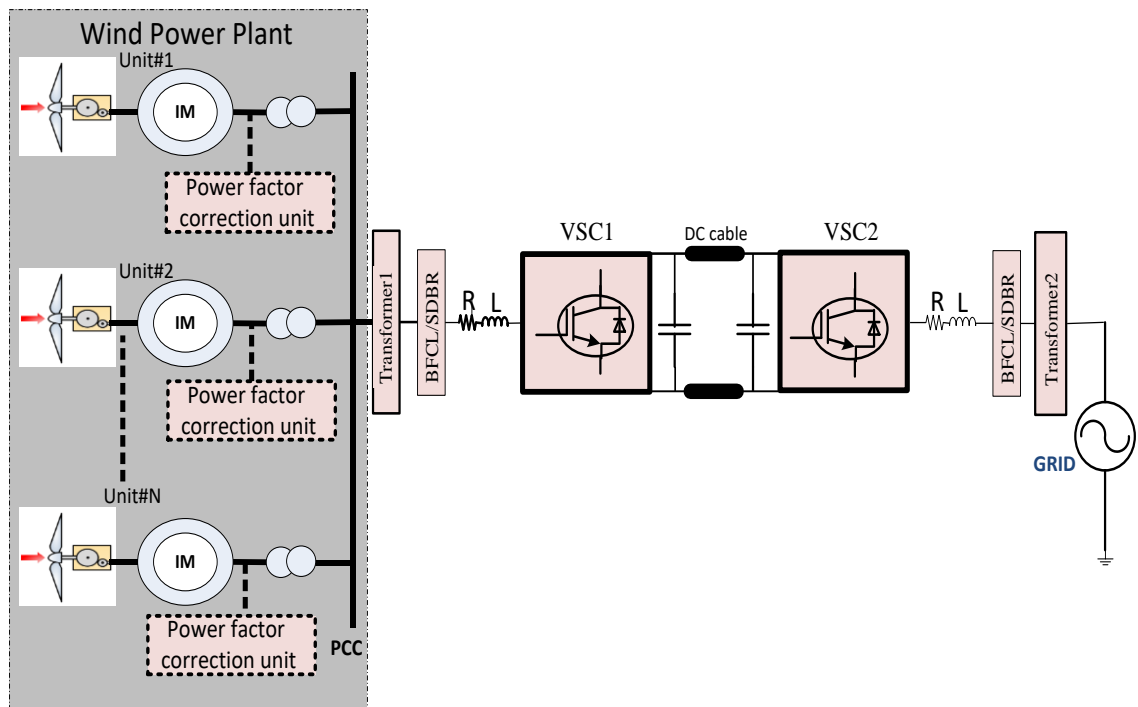 Wind Power Plant
Unit#1
IM
Power factor
correction unit
Unit#2
IM
Power factor
correction unit
Unit#N
IM
Power factor
correction unit
PCC
Transformer1
BFCL/SDBR
R L
VSC1
DC cable
VSC2
R L
BFCL/SDBR
Transformer2
GRID